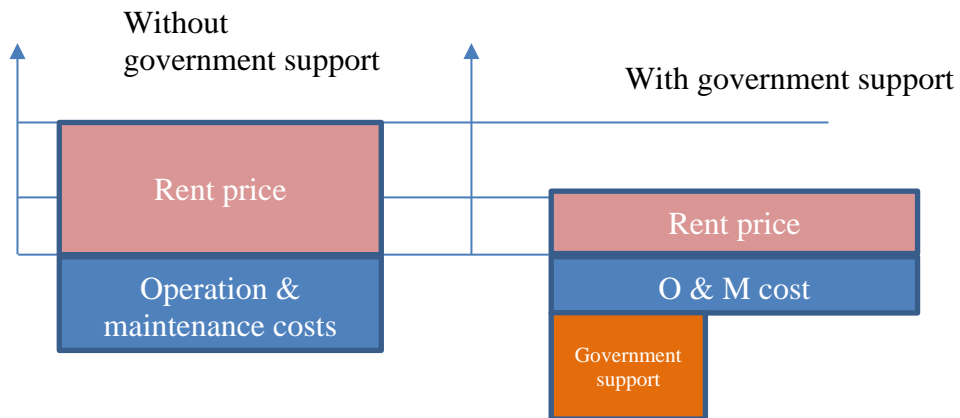 Without
government support
With government support
Rent price
Operation &
maintenance costs
Rent price
O & M cost
Government
support